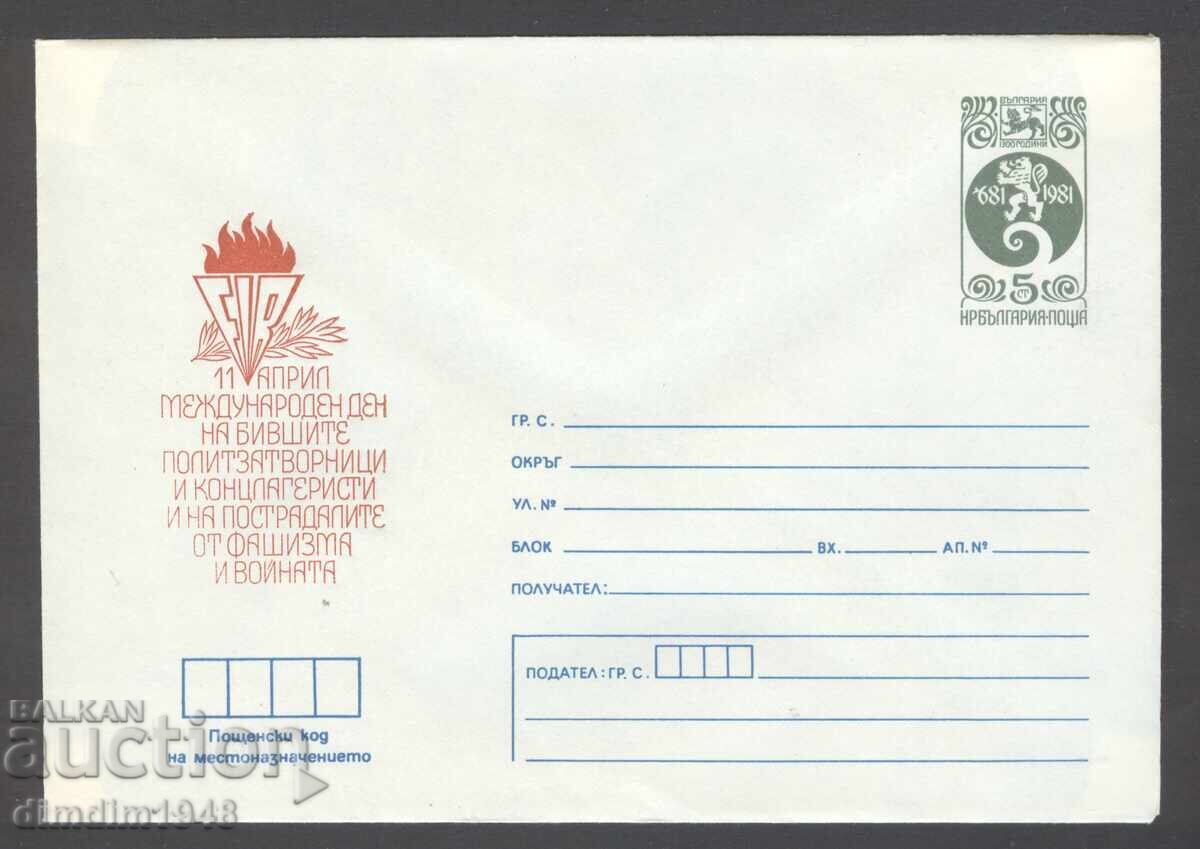 БЪЛГАРИЯ
1300 ГОДИНИ
681 1981
5 СТ
НРБЪЛГАРИЯ·ПОЩА
FIR
11 АПРИЛ
МЕЖДУНАРОДЕН ДЕН
НА БИВШИТЕ
ПОЛИТЗАТВОРНИЦИ
И КОНЦЛАГЕРИСТИ
И НА ПОСТРАДАЛИТЕ
ОТ ФАШИЗМА
И ВОЙНАТА
ГР. С.
ОКРЪГ
УЛ. №
БЛОК ВХ. АП. №
ПОЛУЧАТЕЛ:
ПОДАТЕЛ: ГР. С.
Пощенски код
на местоназначението
BALKAN
auction
dimdim1948